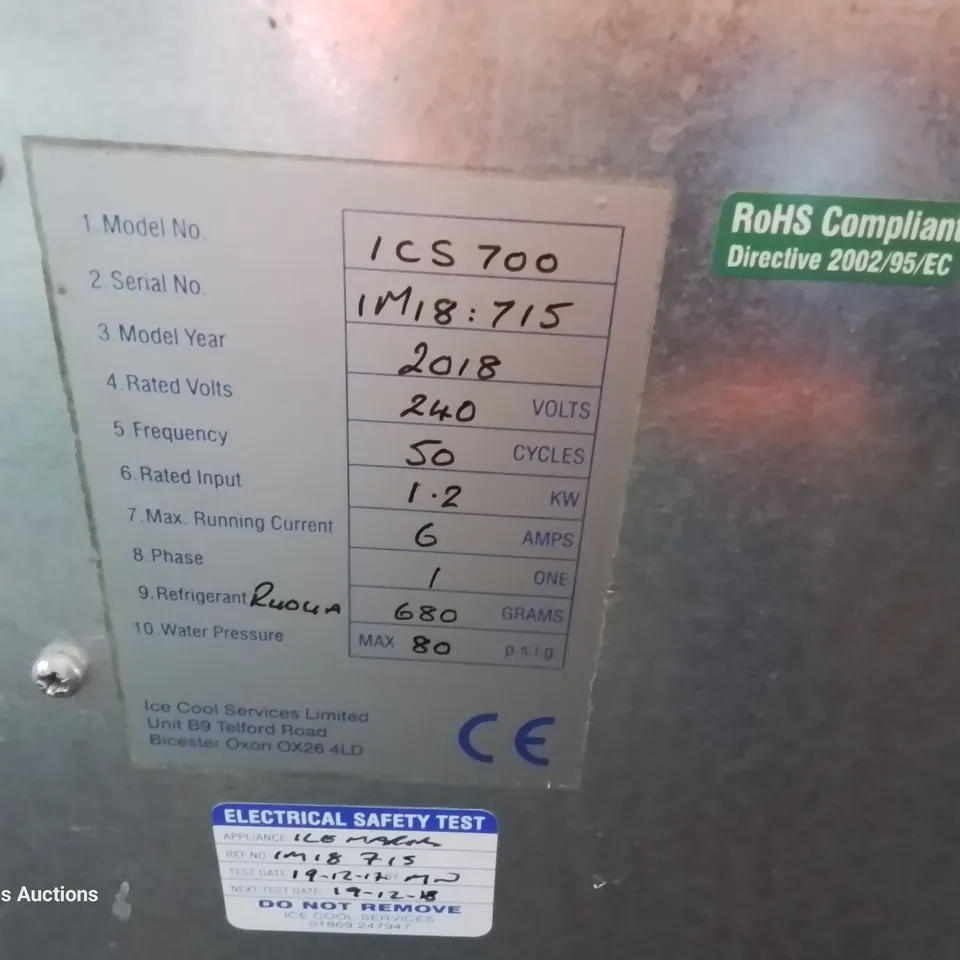 1. Model No. ICS 700
2. Serial No. IM18:715
3. Model Year 2018
4. Rated Volts 240 VOLTS
5. Frequency 50 CYCLES
6. Rated Input 1.2 KW
7. Max. Running Current 6 AMPS
8. Phase 1 ONE
9. Refrigerant R404A 680 GRAMS
10. Water Pressure MAX 80 psig
Ice Cool Services Limited
Unit B9 Telford Road
Bicester Oxon OX26 4LD
CE
RoHS Compliant
Directive 2002/95/EC
ELECTRICAL SAFETY TEST
APPLIANCE ICE
REF NO. IM18 715
TEST DATE 19-12-17 BY MW
NEXT TEST DATE 19-12-18
DO NOT REMOVE
ICE COOL SERVICES
01869 247947
s Auctions